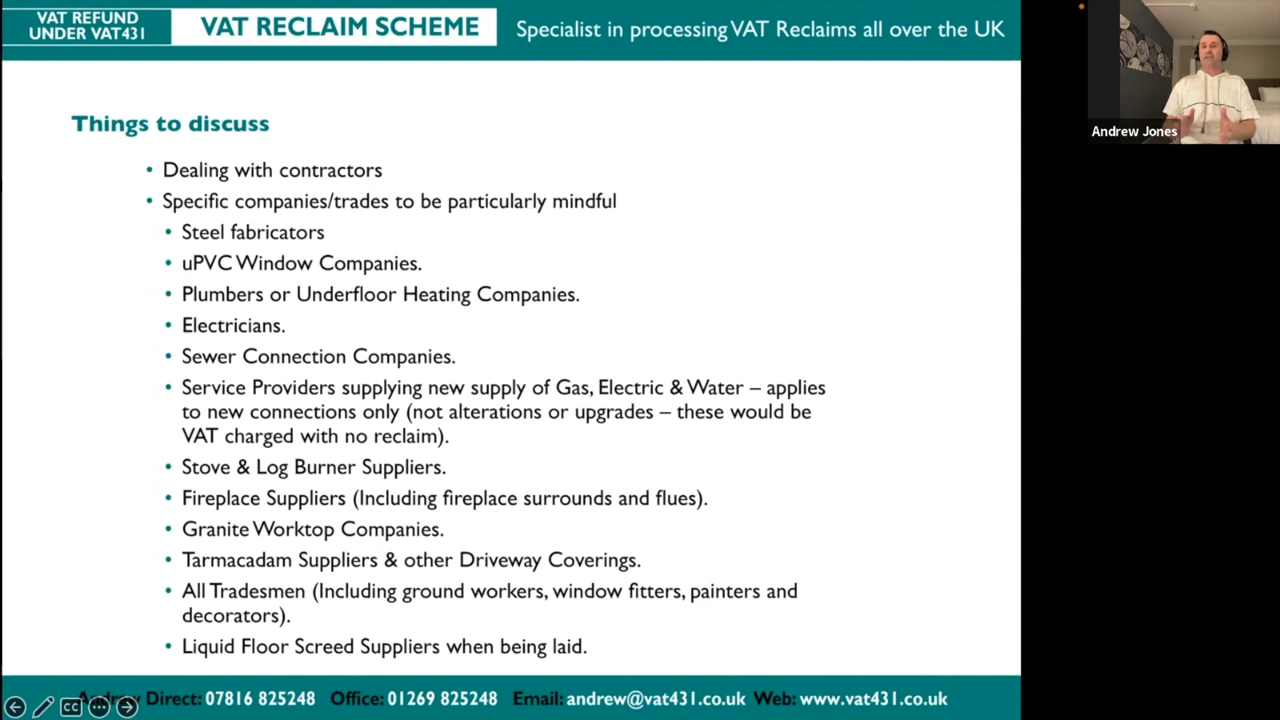 VAT REFUND
UNDER VAT431
VAT RECLAIM SCHEME
Specialist in processing VAT Reclaims all over the UK
Andrew Jones
Things to discuss
• Dealing with contractors
• Specific companies/trades to be particularly mindful
• Steel fabricators
• uPVC Window Companies.
• Plumbers or Underfloor Heating Companies.
• Electricians.
• Sewer Connection Companies.
• Service Providers supplying new supply of Gas, Electric & Water – applies
to new connections only (not alterations or upgrades – these would be
VAT charged with no reclaim).
• Stove & Log Burner Suppliers.
• Fireplace Suppliers (Including fireplace surrounds and flues).
• Granite Worktop Companies.
• Tarmacadam Suppliers & other Driveway Coverings.
• All Tradesmen (Including ground workers, window fitters, painters and
decorators).
• Liquid Floor Screed Suppliers when being laid.
Andrew Direct: 07816 825248 Office: 01269 825248 Email: andrew@vat431.co.uk Web: www.vat431.co.uk
CC